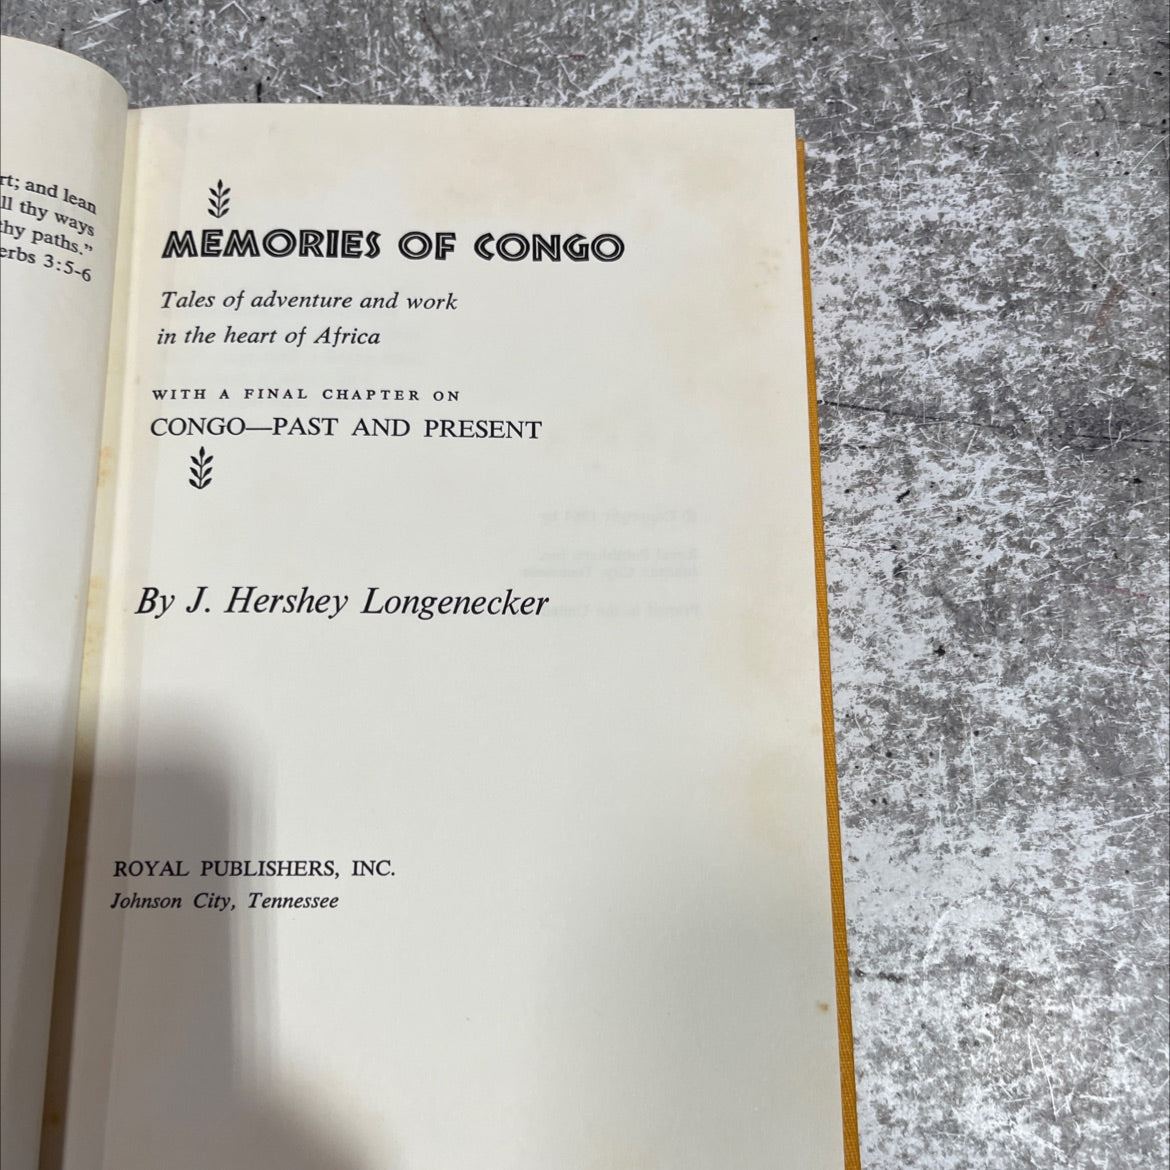 rt; and lean
ll thy ways
thy paths."
erbs 3:5-6
MEMORIES OF CONGO
Tales of adventure and work
in the heart of Africa
WITH A FINAL CHAPTER ON
CONGO—PAST AND PRESENT
By J. Hershey Longenecker
ROYAL PUBLISHERS, INC.
Johnson City, Tennessee